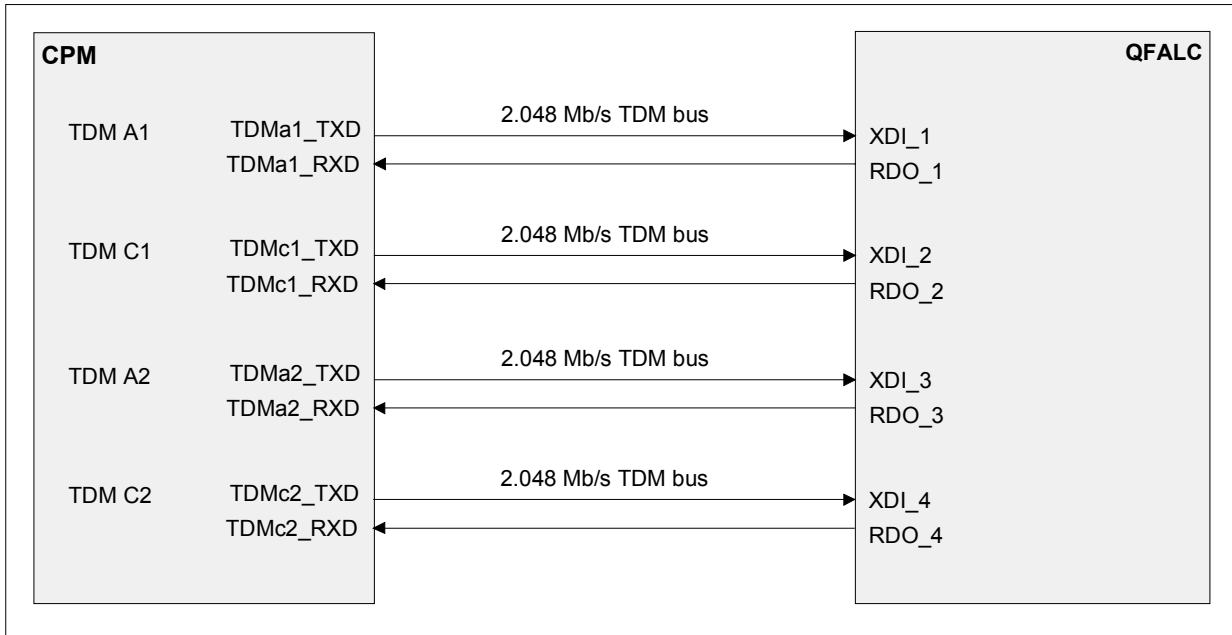 CPM
QFALC
2.048 Mb/s TDM bus
TDM A1
TDMa1_TXD
XDI_1
TDMa1_RXD
RDO_1
2.048 Mb/s TDM bus
TDM C1
TDMc1_TXD
XDI_2
TDMc1_RXD
RDO_2
2.048 Mb/s TDM bus
TDM A2
TDMa2_TXD
XDI_3
TDMa2_RXD
RDO_3
2.048 Mb/s TDM bus
TDM C2
TDMc2_TXD
XDI_4
TDMc2_RXD
RDO_4